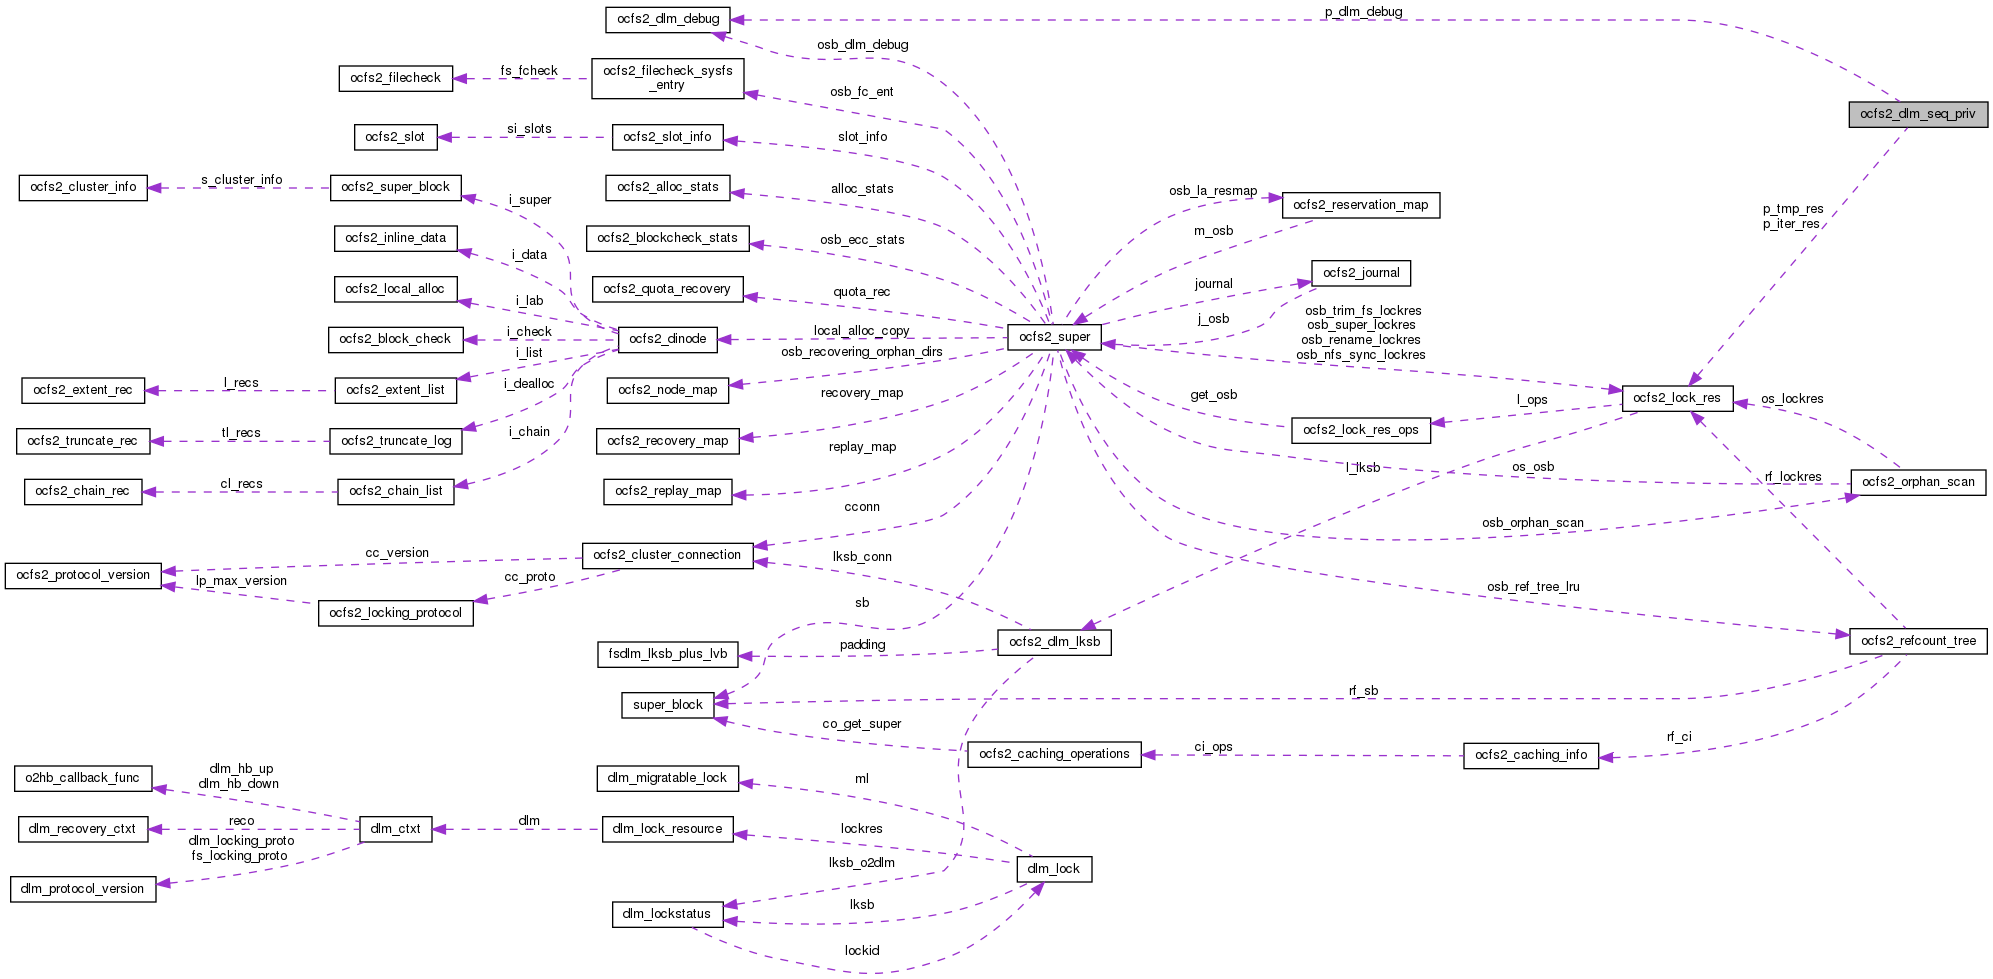 ocfs2_dlm_debug
p_dlm_debug
osb_dlm_debug
ocfs2_filecheck
fs_fcheck
ocfs2_filecheck_sysfs
_entry
osb_fc_ent
ocfs2_dlm_seq_priv
ocfs2_slot
si_slots
ocfs2_slot_info
slot_info
ocfs2_cluster_info
s_cluster_info
ocfs2_super_block
i_super
ocfs2_alloc_stats
alloc_stats
osb_la_resmap
ocfs2_reservation_map
m_osb
p_tmp_res
p_iter_res
ocfs2_inline_data
i_data
ocfs2_blockcheck_stats
osb_ecc_stats
ocfs2_local_alloc
i_lab
ocfs2_quota_recovery
quota_rec
journal
ocfs2_journal
j_osb
ocfs2_block_check
i_check
ocfs2_dinode
local_alloc_copy
ocfs2_super
osb_trim_fs_lockres
osb_super_lockres
osb_rename_lockres
osb_nfs_sync_lockres
i_list
osb_recovering_orphan_dirs
ocfs2_extent_rec
l_recs
ocfs2_extent_list
i_dealloc
ocfs2_node_map
recovery_map
get_osb
l_ops
ocfs2_lock_res
os_lockres
ocfs2_truncate_rec
tl_recs
ocfs2_truncate_log
i_chain
ocfs2_recovery_map
replay_map
ocfs2_lock_res_ops
l_lksb
os_osb
rf_lockres
ocfs2_orphan_scan
ocfs2_chain_rec
cl_recs
ocfs2_chain_list
ocfs2_replay_map
cconn
osb_orphan_scan
ocfs2_protocol_version
cc_version
lp_max_version
ocfs2_cluster_connection
cc_proto
lksb_conn
ocfs2_locking_protocol
sb
osb_ref_tree_lru
ocfs2_dlm_lksb
ocfs2_refcount_tree
fsdlm_lksb_plus_lvb
padding
super_block
rf_sb
co_get_super
ocfs2_caching_operations
ci_ops
ocfs2_caching_info
rf_ci
o2hb_callback_func
dlm_hb_up
dlm_hb_down
dlm_migratable_lock
ml
dlm_recovery_ctxt
reco
dlm_ctxt
dlm
dlm_lock_resource
lockres
dlm_locking_proto
fs_locking_proto
dlm_protocol_version
lksb_o2dlm
dlm_lock
dlm_lockstatus
lksb
lockid